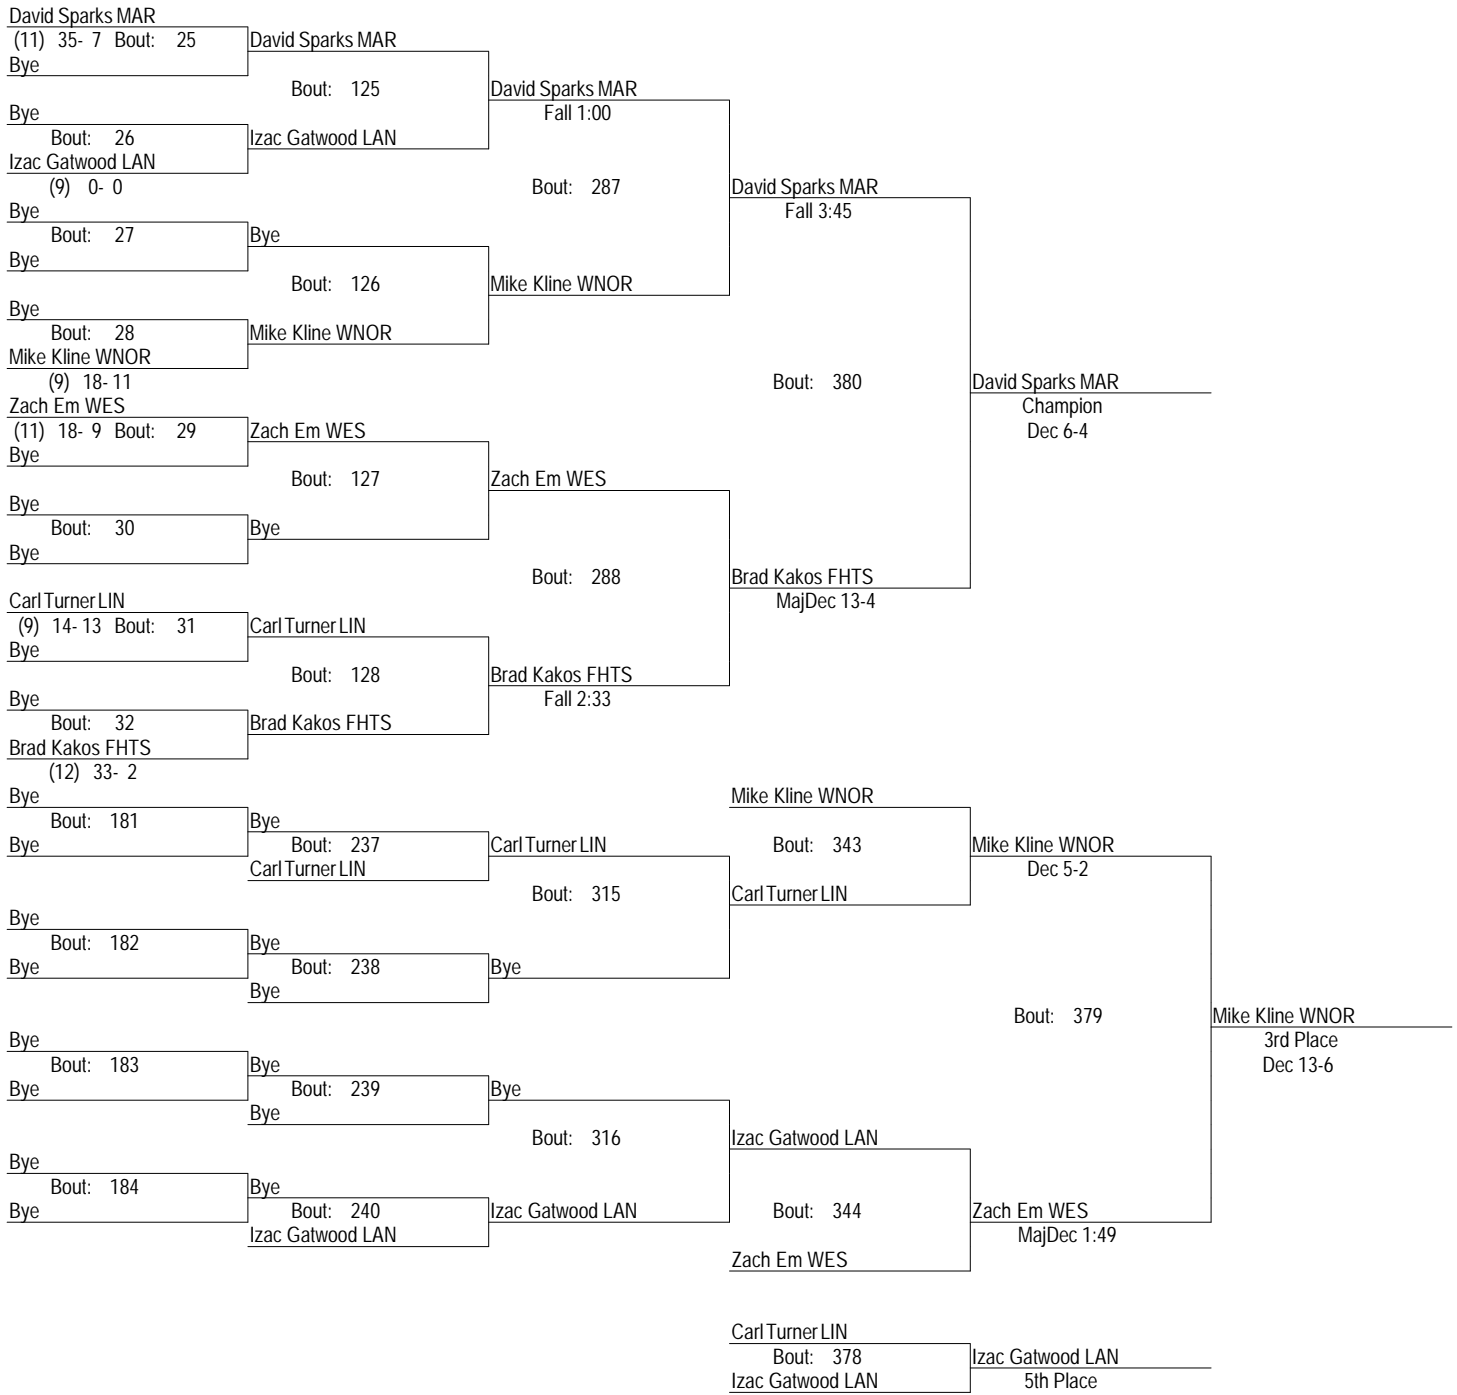 David Sparks MAR
(11) 35- 7 Bout: 25
David Sparks MAR
Bye
Bout: 125
David Sparks MAR
Bye
Fall 1:00
Bout: 26
Izac Gatwood LAN
Izac Gatwood LAN
(9) 0- 0
Bout: 287
David Sparks MAR
Bye
Fall 3:45
Bout: 27
Bye
Bye
Bout: 126
Mike Kline WNOR
Bye
Bout: 28
Mike Kline WNOR
Mike Kline WNOR
(9) 18- 11
Bout: 380
David Sparks MAR
Zach Em WES
Champion
(11) 18- 9 Bout: 29
Zach Em WES
Dec 6-4
Bye
Bout: 127
Zach Em WES
Bye
Bout: 30
Bye
Bye
Bout: 288
Brad Kakos FHTS
Carl Turner LIN
MajDec 13-4
(9) 14- 13 Bout: 31
Carl Turner LIN
Bye
Bout: 128
Brad Kakos FHTS
Bye
Fall 2:33
Bout: 32
Brad Kakos FHTS
Brad Kakos FHTS
(12) 33- 2
Bye
Mike Kline WNOR
Bout: 181
Bye
Bye
Bout: 237
Carl Turner LIN
Bout: 343
Mike Kline WNOR
Carl Turner LIN
Dec 5-2
Bout: 315
Carl Turner LIN
Bye
Bout: 182
Bye
Bye
Bout: 238
Bye
Bye
Bout: 379
Mike Kline WNOR
Bye
3rd Place
Bout: 183
Bye
Dec 13-6
Bye
Bout: 239
Bye
Bye
Bout: 316
Izac Gatwood LAN
Bye
Bout: 184
Bye
Bye
Bout: 240
Izac Gatwood LAN
Bout: 344
Zach Em WES
Izac Gatwood LAN
MajDec 1:49
Zach Em WES
Carl Turner LIN
Bout: 378
Izac Gatwood LAN
Izac Gatwood LAN
5th Place